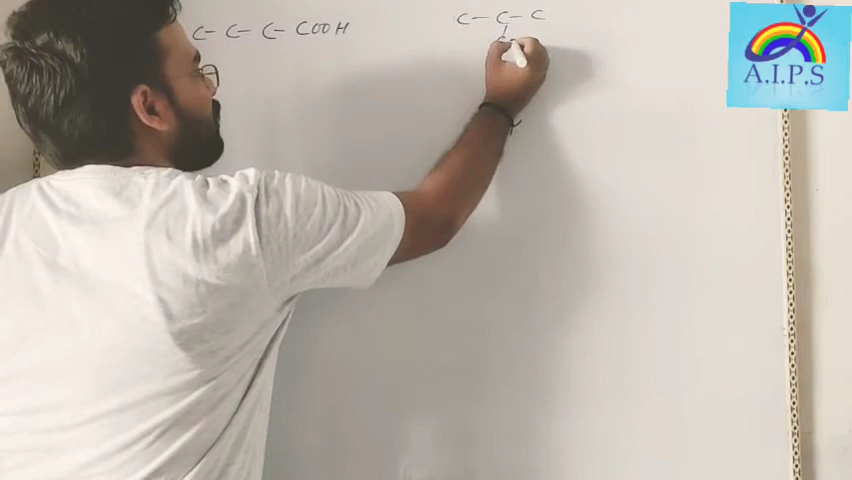 C- C- C- COOH
C- C- C
C
A.I.P.S